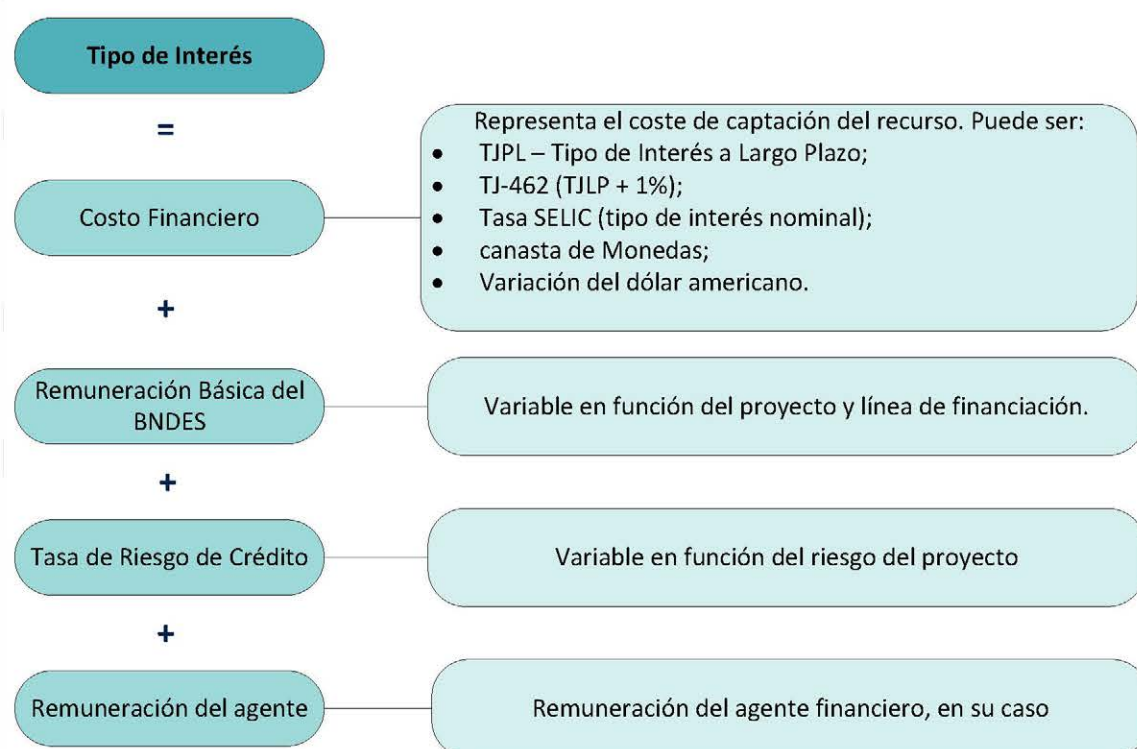 Tipo de Interés
=
Costo Financiero
Representa el coste de captación del recurso. Puede ser:
• TJPL – Tipo de Interés a Largo Plazo;
• TJ-462 (TJLP + 1%);
• Tasa SELIC (tipo de interés nominal);
• canasta de Monedas;
• Variación del dólar americano.
+
Remuneración Básica del
BNDES
Variable en función del proyecto y línea de financiación.
+
Tasa de Riesgo de Crédito
Variable en función del riesgo del proyecto
+
Remuneración del agente
Remuneración del agente financiero, en su caso